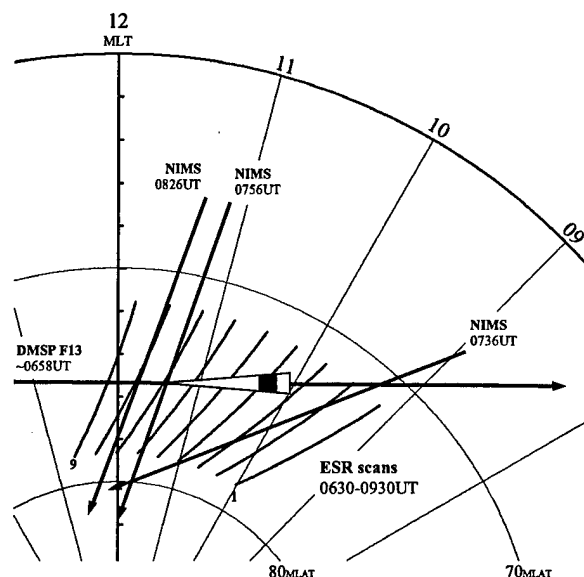 12
MLT
11
10
09
NIMS
0826UT
NIMS
0756UT
NIMS
0736UT
DMSP F13
~0658UT
9
1
ESR scans
0630-0930UT
80MLAT
70MLAT